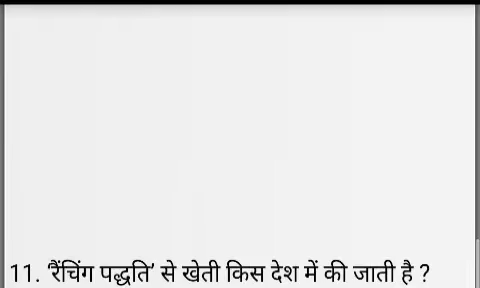 11. 'रैंचिंग पद्धति' से खेती किस देश में की जाती है ?